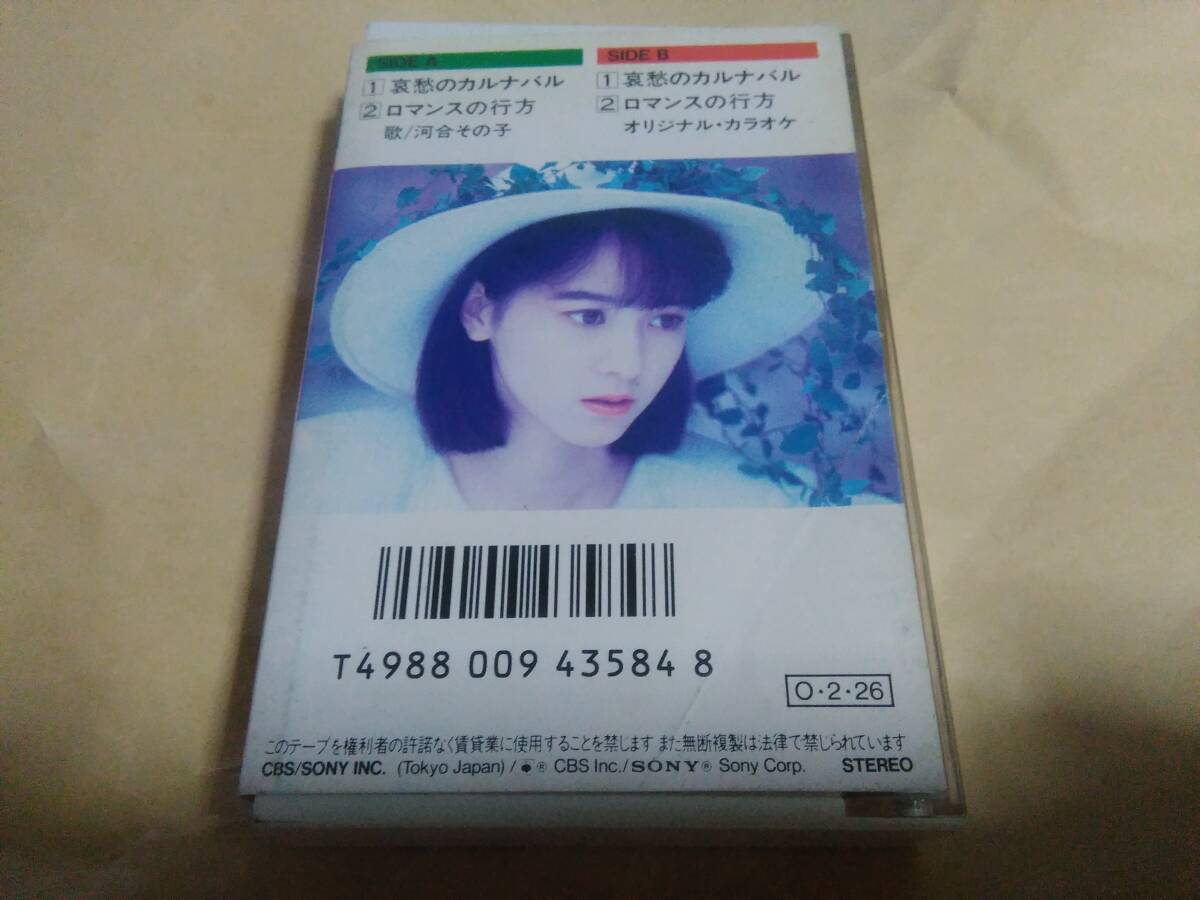 SIDE A
1 哀愁のカルナバル
2 ロマンスの行方
歌/河合その子
SIDE B
1 哀愁のカルナバル
2 ロマンスの行方
オリジナル・カラオケ
T4988 009 43584 8
O・2・26
このテープを権利者の許諾なく賃貸業に使用することを禁じます また無断複製は法律で禁じられています
CBS/SONY INC. (Tokyo Japan) / ® CBS Inc./SONY® Sony Corp. STEREO